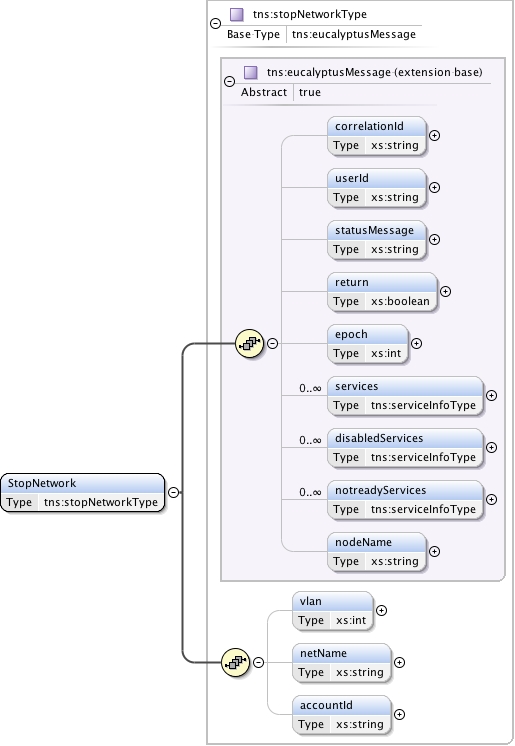 tns:stopNetworkType
Base Type tns:eucalyptusMessage
tns:eucalyptusMessage (extension base)
Abstract true
correlationId
Type xs:string
userId
Type xs:string
statusMessage
Type xs:string
return
Type xs:boolean
epoch
Type xs:int
0..∞ services
Type tns:serviceInfoType
0..∞ disabledServices
Type tns:serviceInfoType
0..∞ notreadyServices
Type tns:serviceInfoType
nodeName
Type xs:string
StopNetwork
Type tns:stopNetworkType
vlan
Type xs:int
netName
Type xs:string
accountId
Type xs:string